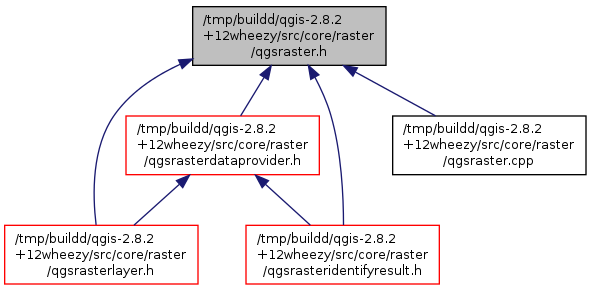 /tmp/buildd/qgis-2.8.2
+12wheezy/src/core/raster
/qgsraster.h
/tmp/buildd/qgis-2.8.2
+12wheezy/src/core/raster
/qgsrasterdataprovider.h
/tmp/buildd/qgis-2.8.2
+12wheezy/src/core/raster
/qgsraster.cpp
/tmp/buildd/qgis-2.8.2
+12wheezy/src/core/raster
/qgsrasterlayer.h
/tmp/buildd/qgis-2.8.2
+12wheezy/src/core/raster
/qgsrasteridentifyresult.h